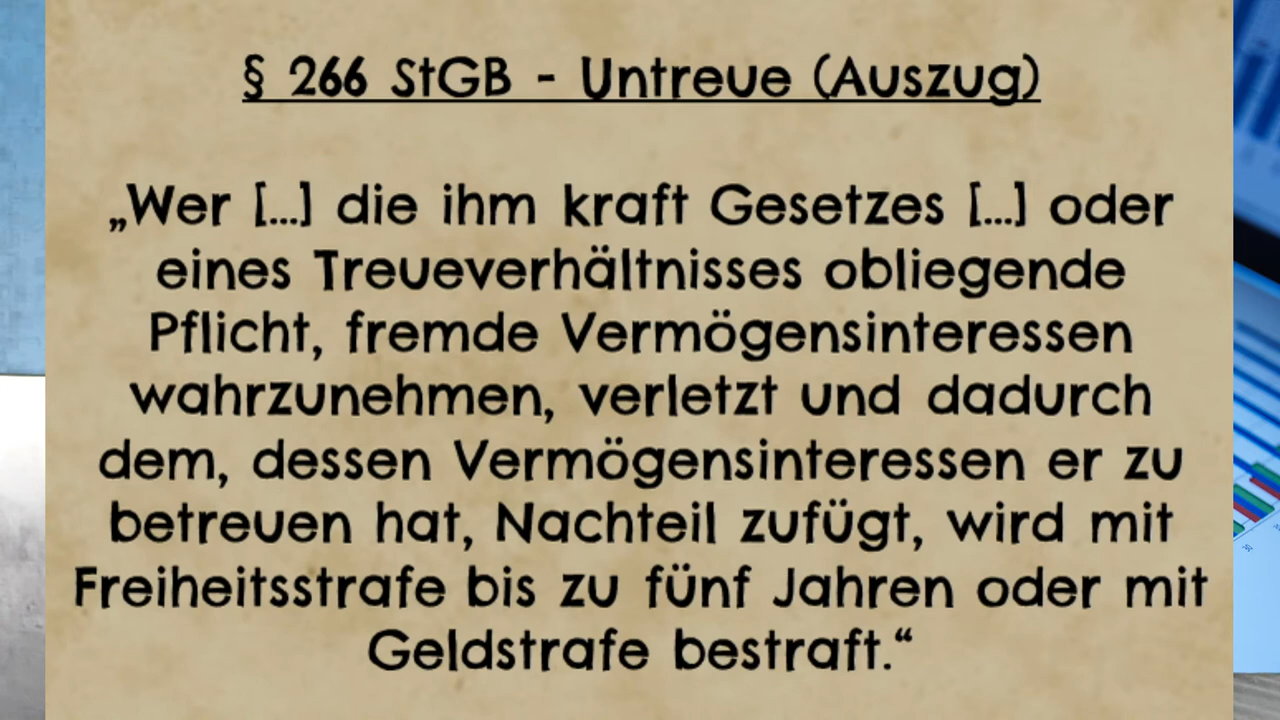 § 266 StGB - Untreue (Auszug)
„Wer [...] die ihm kraft Gesetzes [...] oder
eines Treueverhältnisses obliegende
Pflicht, fremde Vermögensinteressen
wahrzunehmen, verletzt und dadurch
dem, dessen Vermögensinteressen er zu
betreuen hat, Nachteil zufügt, wird mit
Freiheitsstrafe bis zu fünf Jahren oder mit
Geldstrafe bestraft.“